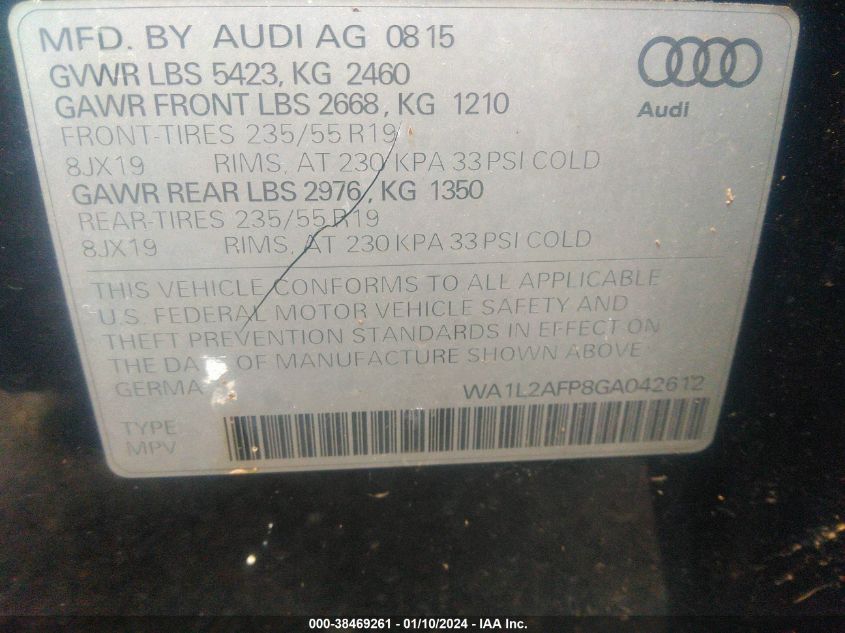 MFD. BY AUDI AG 0815
GVWR LBS 5423, KG 2460
GAWR FRONT LBS 2668, KG 1210
FRONT-TIRES 235/55 R19
8JX19 RIMS, AT 230 KPA 33 PSI COLD
GAWR REAR LBS 2976, KG 1350
REAR-TIRES 235/55 R19
8JX19 RIMS, AT 230 KPA 33 PSI COLD
Audi
THIS VEHICLE CONFORMS TO ALL APPLICABLE
U.S. FEDERAL MOTOR VEHICLE SAFETY AND
THEFT PREVENTION STANDARDS IN EFFECT ON
THE DATE OF MANUFACTURE SHOWN ABOVE
GERMA
WA1L2AFP8GA042612
TYPE
MPV
000-38469261 - 01/10/2024 - IAA Inc.